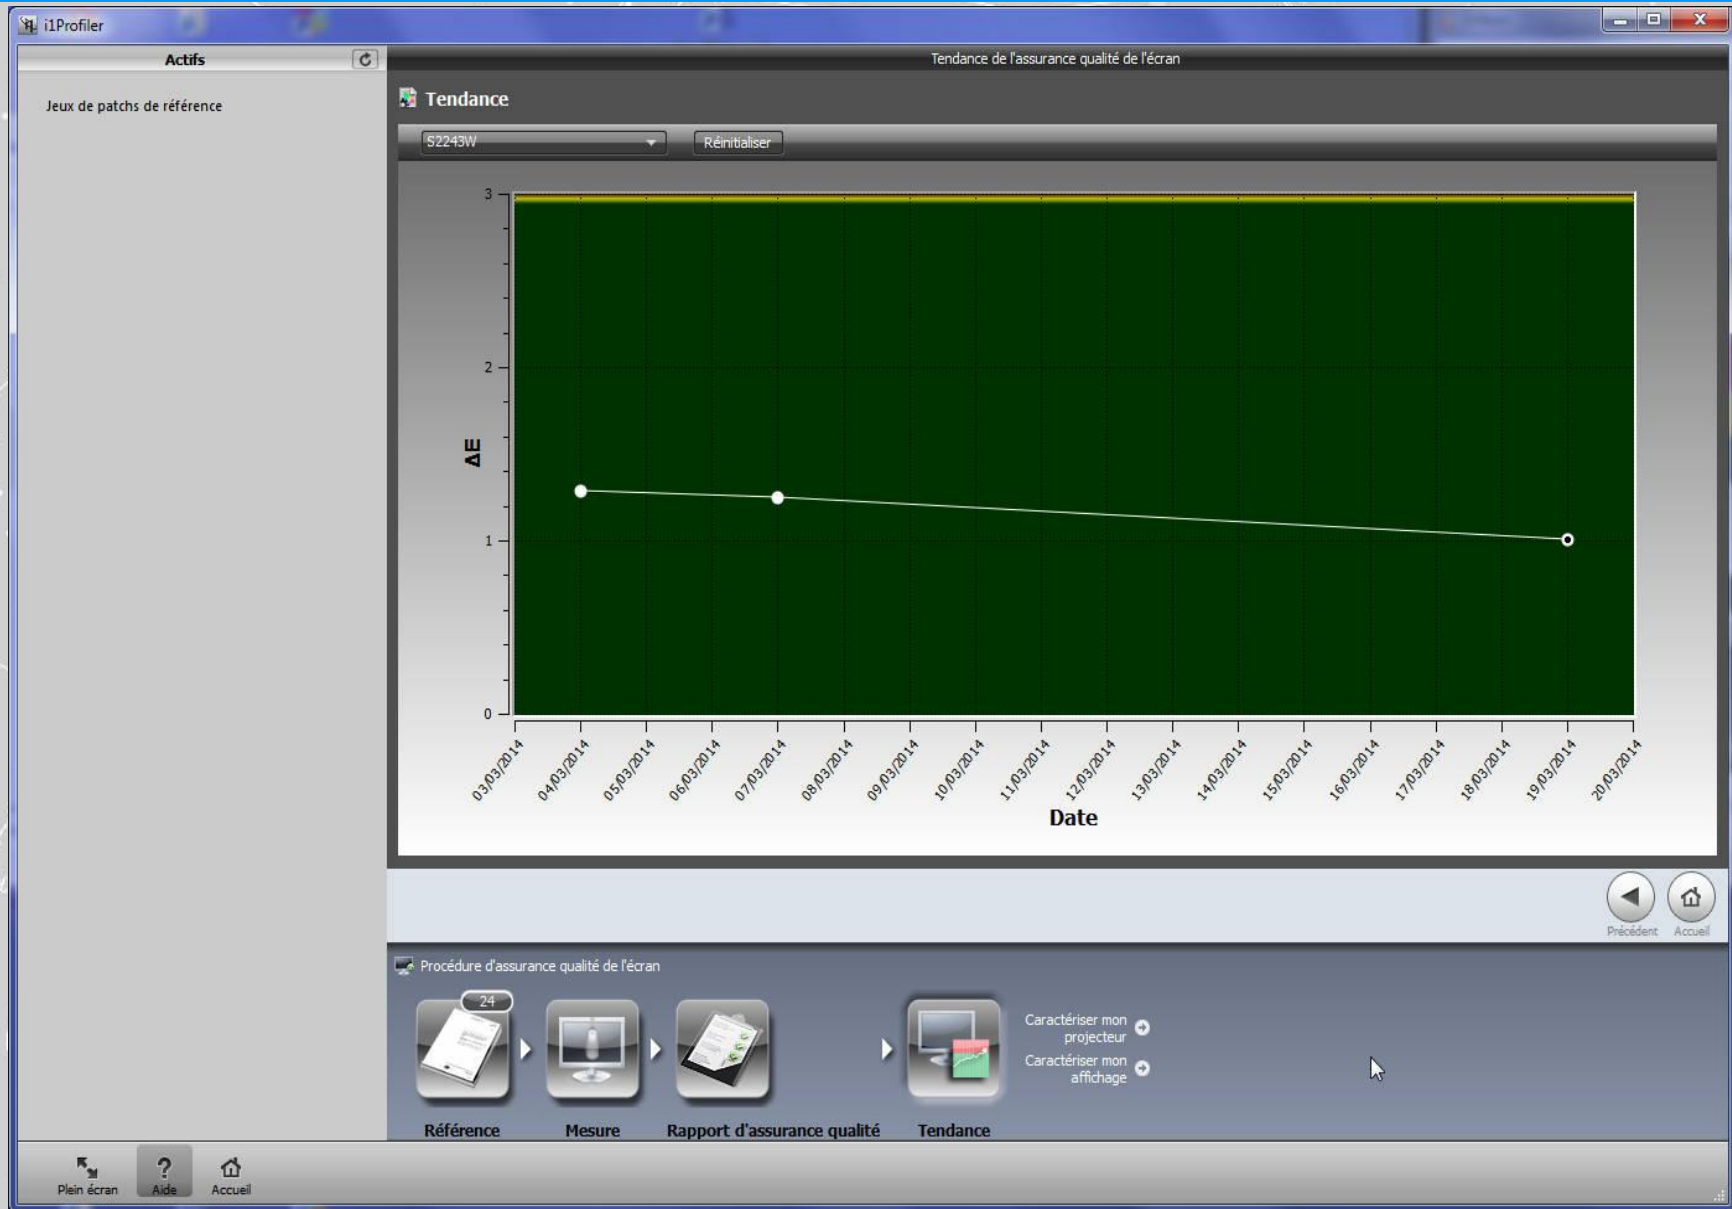 i1Profiler
Actifs
Tendance de l'assurance qualité de l'écran
Jeux de patchs de référence
Tendance
S2243W
Réinitialiser
3
2
1
0
ΔE
03/03/2014
04/03/2014
05/03/2014
06/03/2014
07/03/2014
08/03/2014
09/03/2014
10/03/2014
11/03/2014
12/03/2014
13/03/2014
14/03/2014
15/03/2014
16/03/2014
17/03/2014
18/03/2014
19/03/2014
20/03/2014
Date
Précédent
Accueil
Procédure d'assurance qualité de l'écran
24
Caractériser mon
projecteur
Caractériser mon
affichage
Référence
Mesure
Rapport d'assurance qualité
Tendance
Plein écran
?
Aide
Accueil